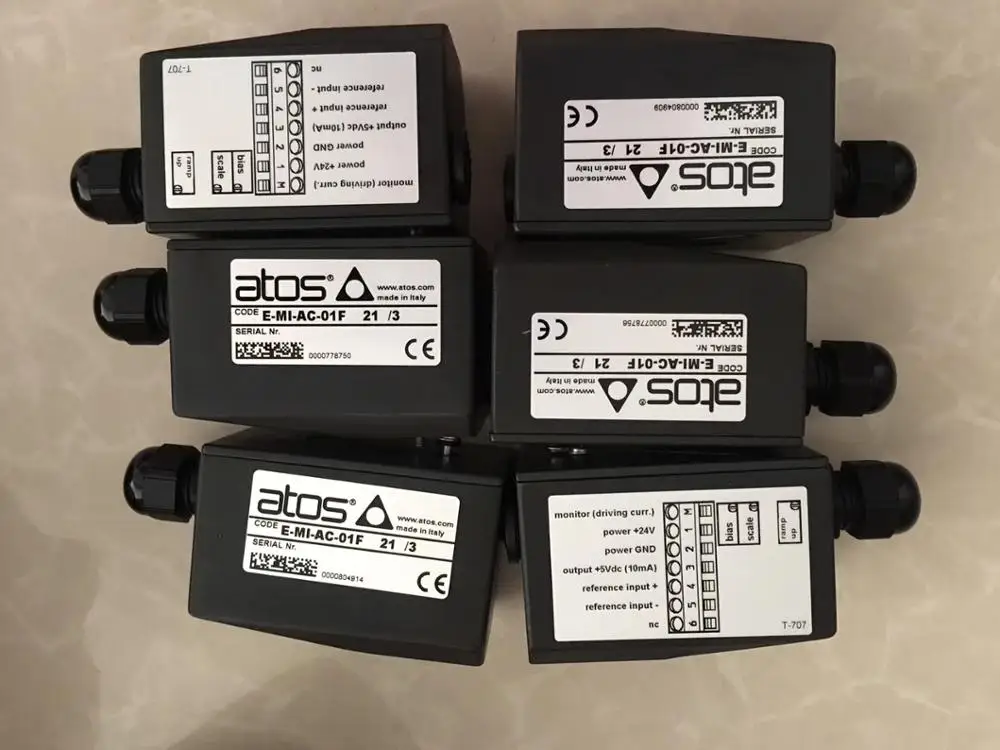 T-707
nc 6
reference input - 5
reference input + 4
output +5Vdc (10mA) 3
power GND 2
power +24V 1
monitor (driving curr.) M
bias
scale
ramp
up
atos®
www.atos.com
made in Italy
CODE E-MI-AC-01F 21 /3
SERIAL Nr.
0000804909
CE
atos®
www.atos.com
made in Italy
CODE E-MI-AC-01F 21 /3
SERIAL Nr.
0000778750
CE
atos®
www.atos.com
made in Italy
CODE E-MI-AC-01F 21 /3
SERIAL Nr.
0000778756
CE
atos®
www.atos.com
made in Italy
CODE E-MI-AC-01F 21 /3
SERIAL Nr.
0000804914
CE
monitor (driving curr.) M
power +24V 1
power GND 2
output +5Vdc (10mA) 3
reference input + 4
reference input - 5
nc 6
bias
scale
ramp
up
T-707